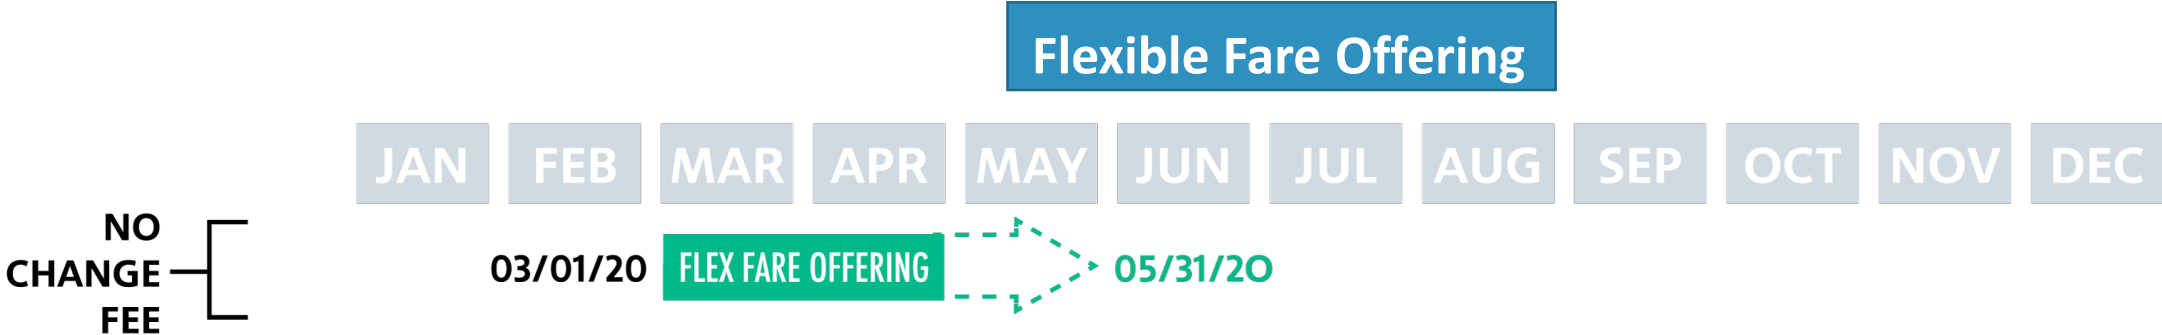 Flexible Fare Offering
JAN FEB MAR APR MAY JUN JUL AUG SEP OCT NOV DEC
NO
CHANGE
FEE
03/01/20 FLEX FARE OFFERING 05/31/20